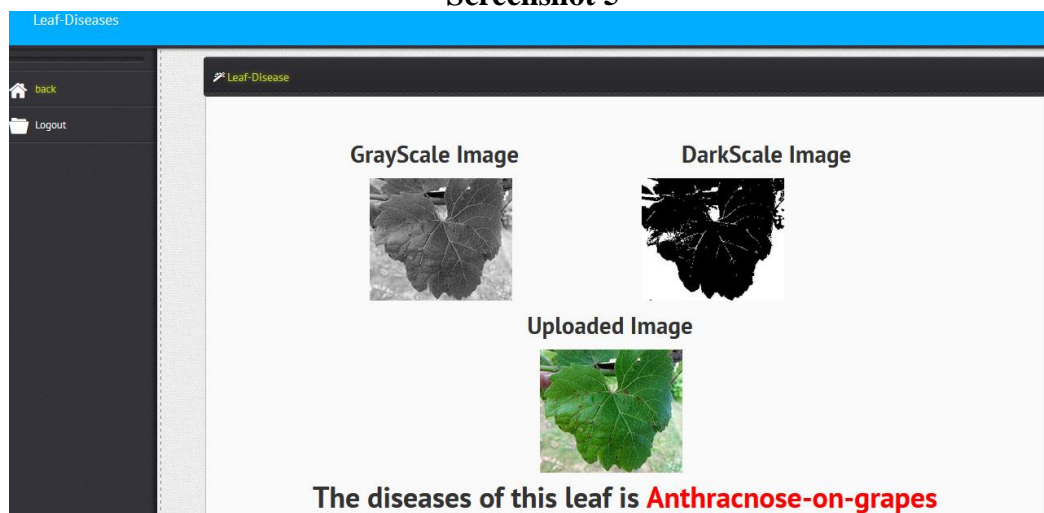 Screenshot 5
Leaf-Diseases
back
Logout
Leaf-Disease
GrayScale Image
DarkScale Image
Uploaded Image
The diseases of this leaf is Anthracnose-on-grapes